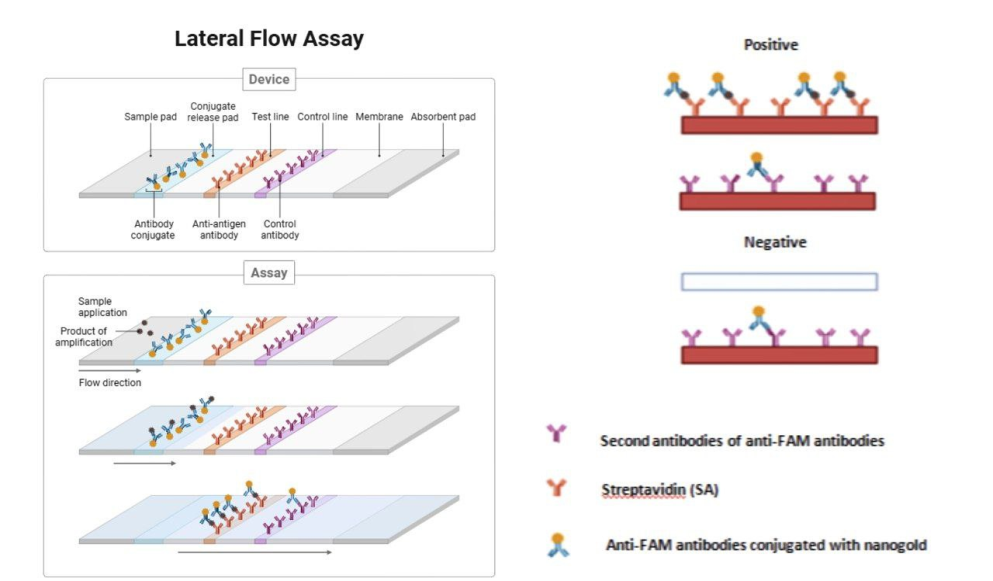 Lateral Flow Assay
Device
Sample pad
Conjugate
release pad
Test line
Control line
Membrane
Absorbent pad
Antibody
conjugate
Anti-antigen
antibody
Control
antibody
Assay
Sample
application
Product of
amplification
Flow direction
Positive
Negative
Second antibodies of anti-FAM antibodies
Streptavidin (SA)
Anti-FAM antibodies conjugated with nanogold